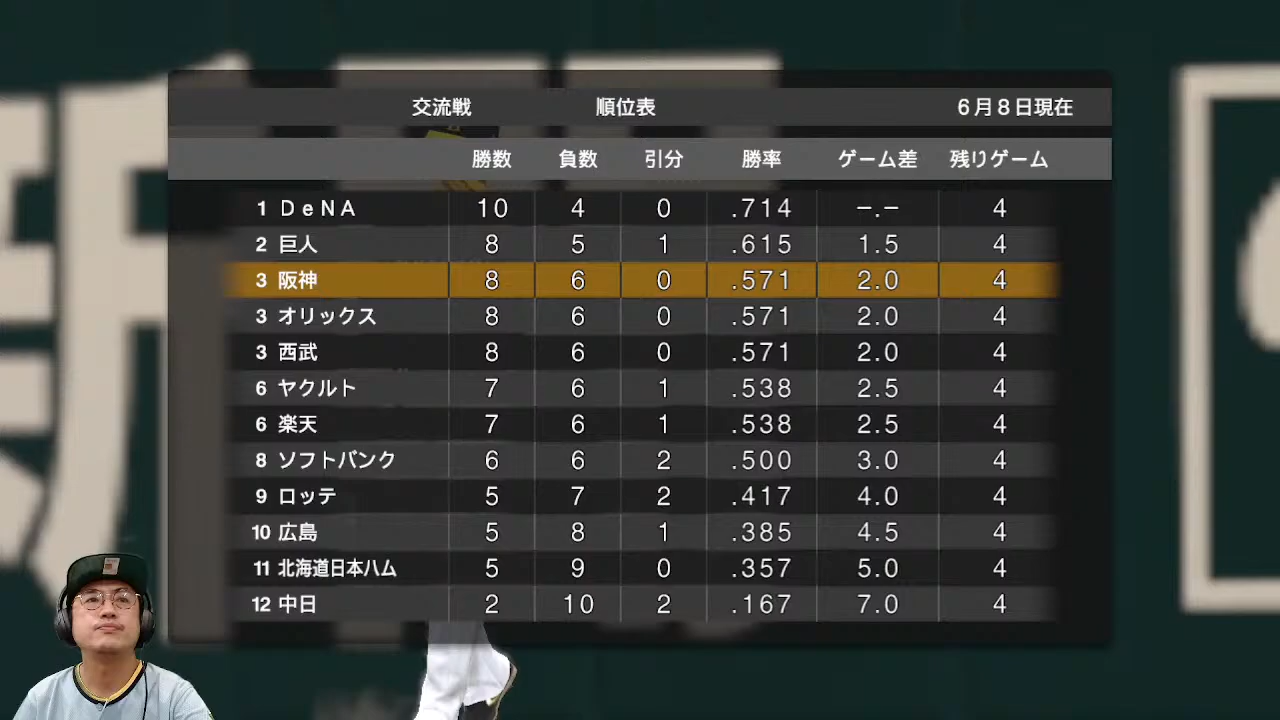 交流戦 順位表 6月8日現在
勝数 負数 引分 勝率 ゲーム差 残りゲーム
1 DeNA 10 4 0 .714 -.- 4
2 巨人 8 5 1 .615 1.5 4
3 阪神 8 6 0 .571 2.0 4
3 オリックス 8 6 0 .571 2.0 4
3 西武 8 6 0 .571 2.0 4
6 ヤクルト 7 6 1 .538 2.5 4
6 楽天 7 6 1 .538 2.5 4
8 ソフトバンク 6 6 2 .500 3.0 4
9 ロッテ 5 7 2 .417 4.0 4
10 広島 5 8 1 .385 4.5 4
11 北海道日本ハム 5 9 0 .357 5.0 4
12 中日 2 10 2 .167 7.0 4